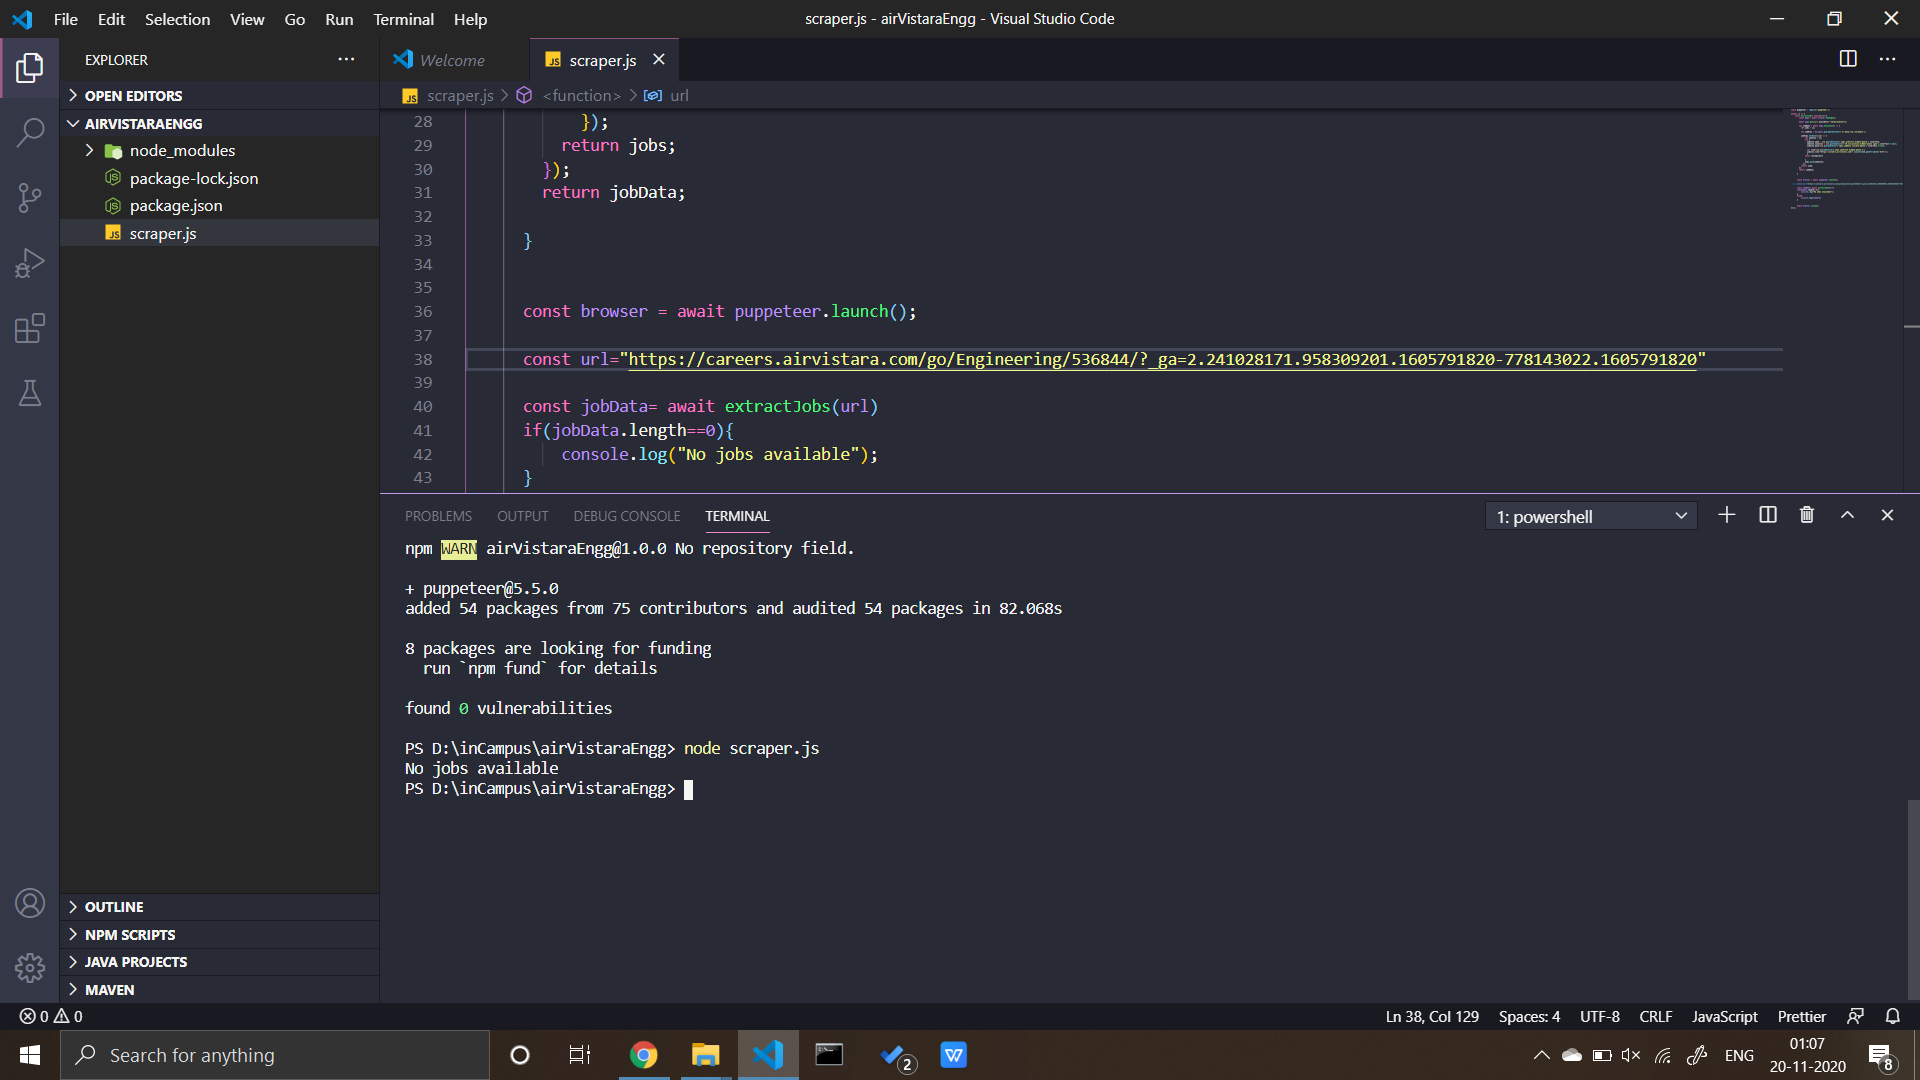 File Edit Selection View Go Run Terminal Help
scraper.js - airVistaraEngg - Visual Studio Code
EXPLORER
OPEN EDITORS
AIRVISTARAENGG
node_modules
package-lock.json
package.json
JS scraper.js
OUTLINE
NPM SCRIPTS
JAVA PROJECTS
MAVEN
Welcome
JS scraper.js
JS scraper.js > <function> > url
28 });
29 return jobs;
30 });
31 return jobData;
32
33 }
34
35
36 const browser = await puppeteer.launch();
37
38 const url="https://careers.airvistara.com/go/Engineering/536844/?_ga=2.241028171.958309201.1605791820-778143022.1605791820"
39
40 const jobData= await extractJobs(url)
41 if(jobData.length==0){
42 console.log("No jobs available");
43 }
PROBLEMS OUTPUT DEBUG CONSOLE TERMINAL
1: powershell
npm WARN airVistaraEngg@1.0.0 No repository field.
+ puppeteer@5.5.0
added 54 packages from 75 contributors and audited 54 packages in 82.068s
8 packages are looking for funding
run `npm fund` for details
found 0 vulnerabilities
PS D:\inCampus\airVistaraEngg> node scraper.js
No jobs available
PS D:\inCampus\airVistaraEngg>
0 0
Ln 38, Col 129 Spaces: 4 UTF-8 CRLF JavaScript Prettier
Search for anything
2
W
ENG
01:07
20-11-2020
8